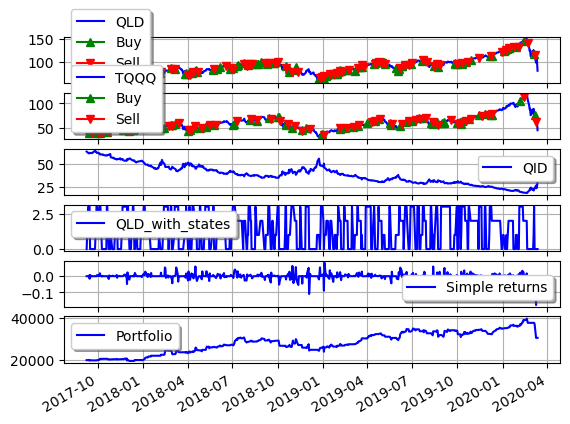 QLD
Buy
Sell
150
100
TQQQ
Buy
Sell
100
50
QID
50
25
QLD_with_states
2.5
0.0
Simple returns
0.0
−0.1
Portfolio
40000
20000
2017-10
2018-01
2018-04
2018-07
2018-10
2019-01
2019-04
2019-07
2019-10
2020-01
2020-04